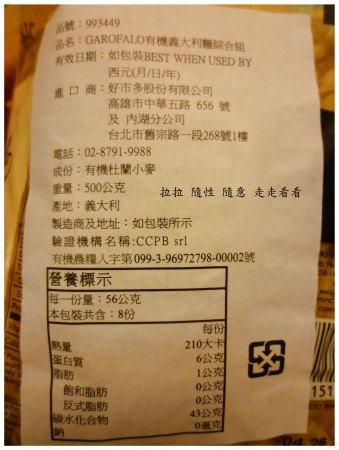 品號：993449
品名：GAROFALO有機義大利麵綜合組
有效日期：如包裝BEST WHEN USED BY
西元(月/日/年)
進 口 商：好市多股份有限公司
高雄市中華五路 656 號
及 內湖分公司
台北市舊宗路一段268號1樓
電話：02-8791-9988
成份：有機杜蘭小麥
重量：500公克
拉拉 隨性 隨意 走走看看
產地：義大利
製造商及地址：如包裝所示
驗證機構名稱:CCPB srl
有機農糧入字第099-3-96972798-00002號
營養標示
每一份量：56公克
本包裝共含：8份
每份
熱量 210大卡
蛋白質 6公克
脂肪 1公克
飽和脂肪 0公克
反式脂肪 0公克
碳水化合物 43公克
鈉 0毫克
151